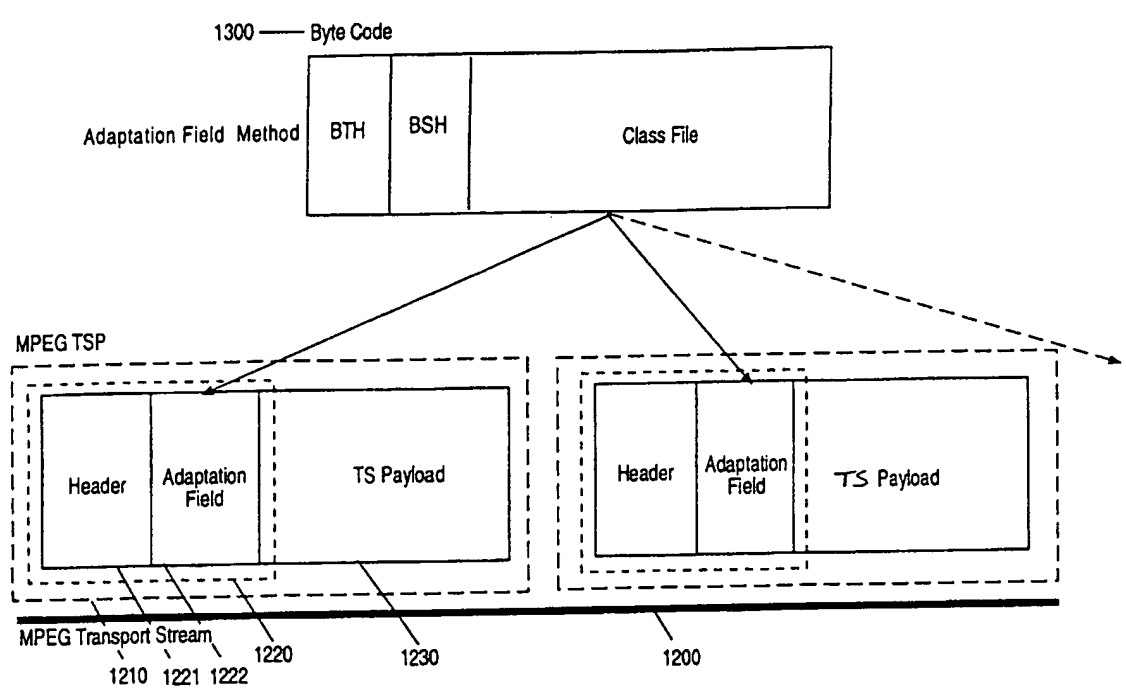 1300 Byte Code
Adaptation Field Method
BTH
BSH
Class File
MPEG TSP
Header
Adaptation
Field
TS Payload
Header
Adaptation
Field
TS Payload
MPEG Transport Stream
1210
1221
1222
1220
1230
1200